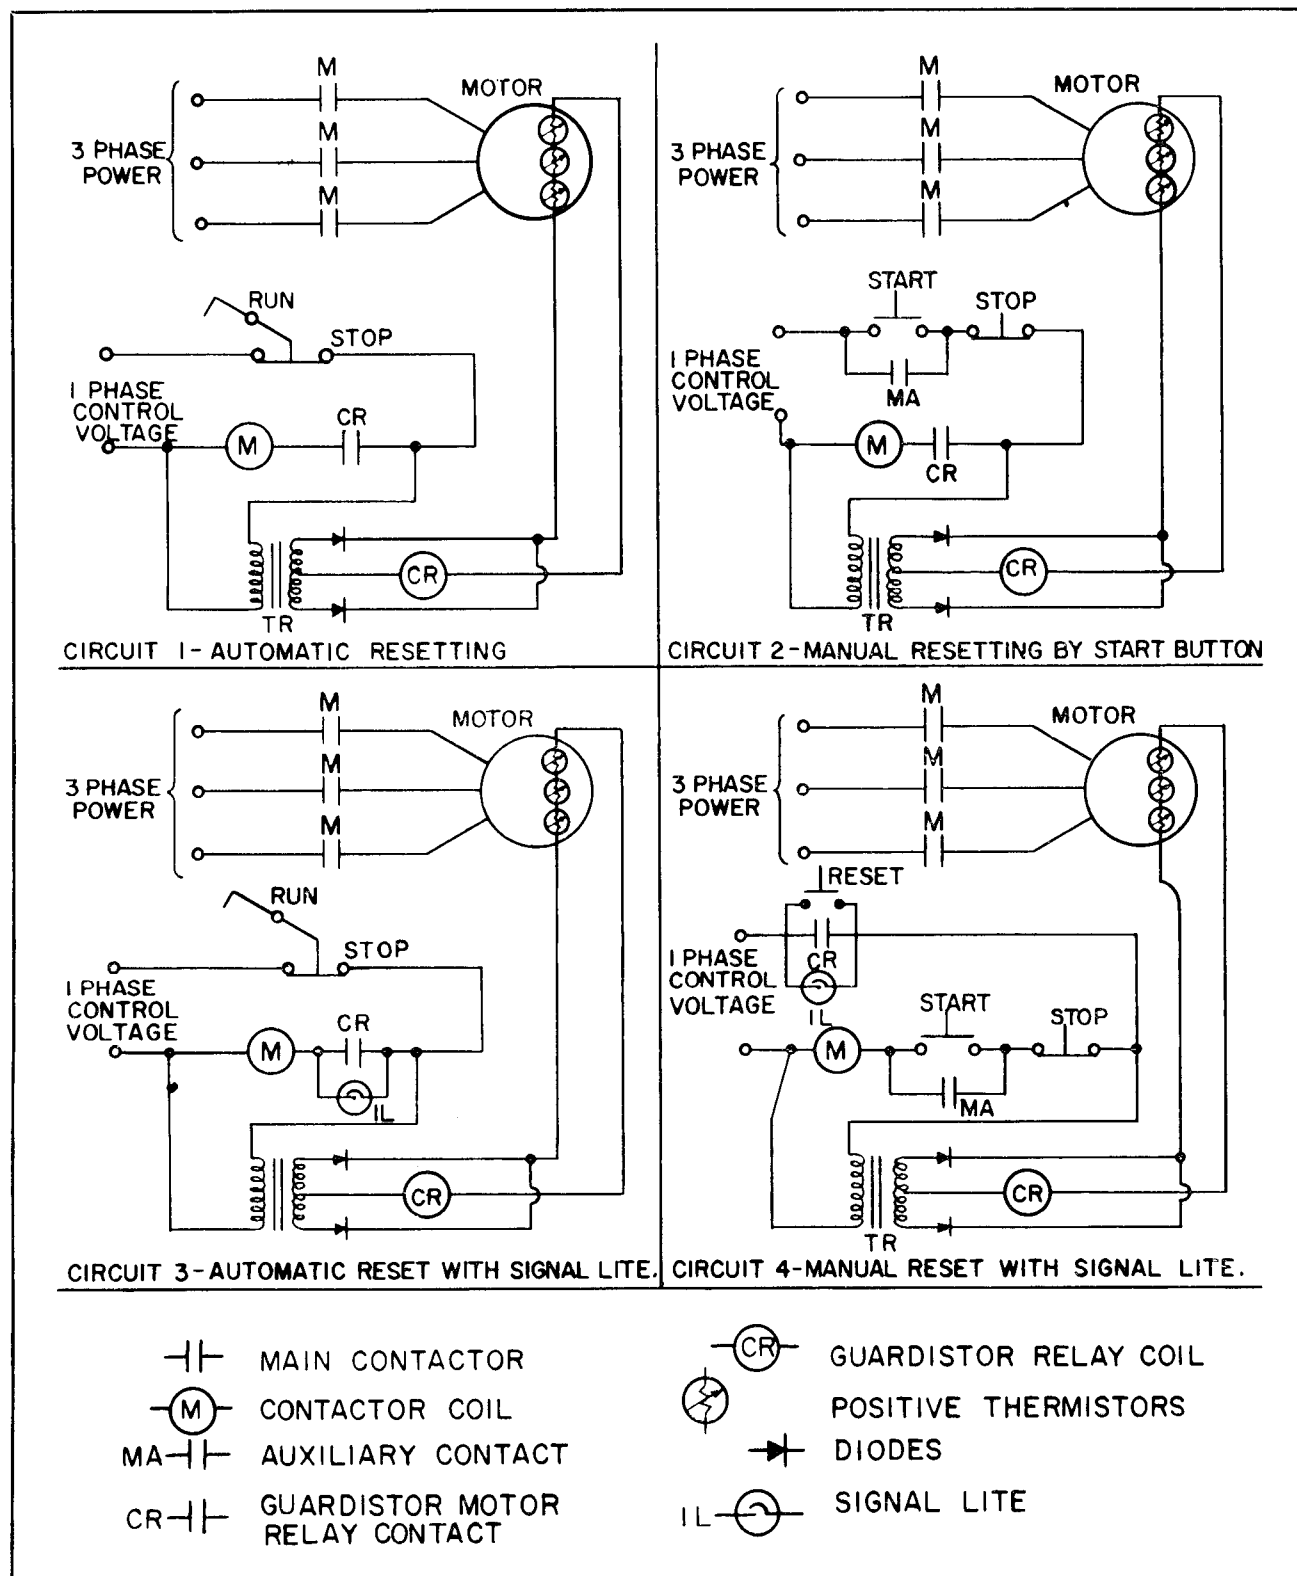 M
MOTOR
M
3 PHASE
POWER
M
RUN
STOP
1 PHASE
CONTROL
VOLTAGE
CR
M
CR
TR
CIRCUIT 1-AUTOMATIC RESETTING
M
MOTOR
M
3 PHASE
POWER
M
START
STOP
1 PHASE
CONTROL
VOLTAGE
MA
M
CR
CR
TR
CIRCUIT 2-MANUAL RESETTING BY START BUTTON
M
MOTOR
M
3 PHASE
POWER
M
RUN
STOP
1 PHASE
CONTROL
VOLTAGE
CR
M
IL
CR
CIRCUIT 3-AUTOMATIC RESET WITH SIGNAL LITE.
M
MOTOR
M
3 PHASE
POWER
M
RESET
1 PHASE
CONTROL
VOLTAGE
CR
IL
START
STOP
M
MA
CR
TR
CIRCUIT 4-MANUAL RESET WITH SIGNAL LITE.
MAIN CONTACTOR
M CONTACTOR COIL
MA AUXILIARY CONTACT
CR GUARDISTOR MOTOR
RELAY CONTACT
CR GUARDISTOR RELAY COIL
POSITIVE THERMISTORS
DIODES
IL SIGNAL LITE